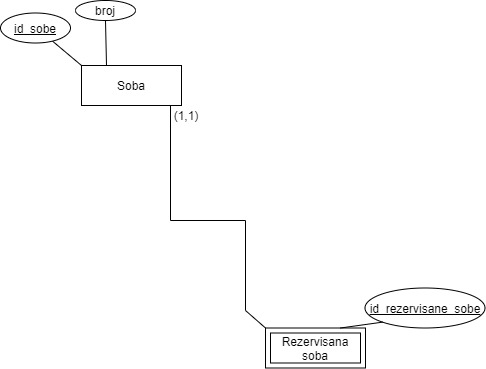 broj
id_sobe
Soba
(1,1)
id_rezervisane_sobe
Rezervisana
soba